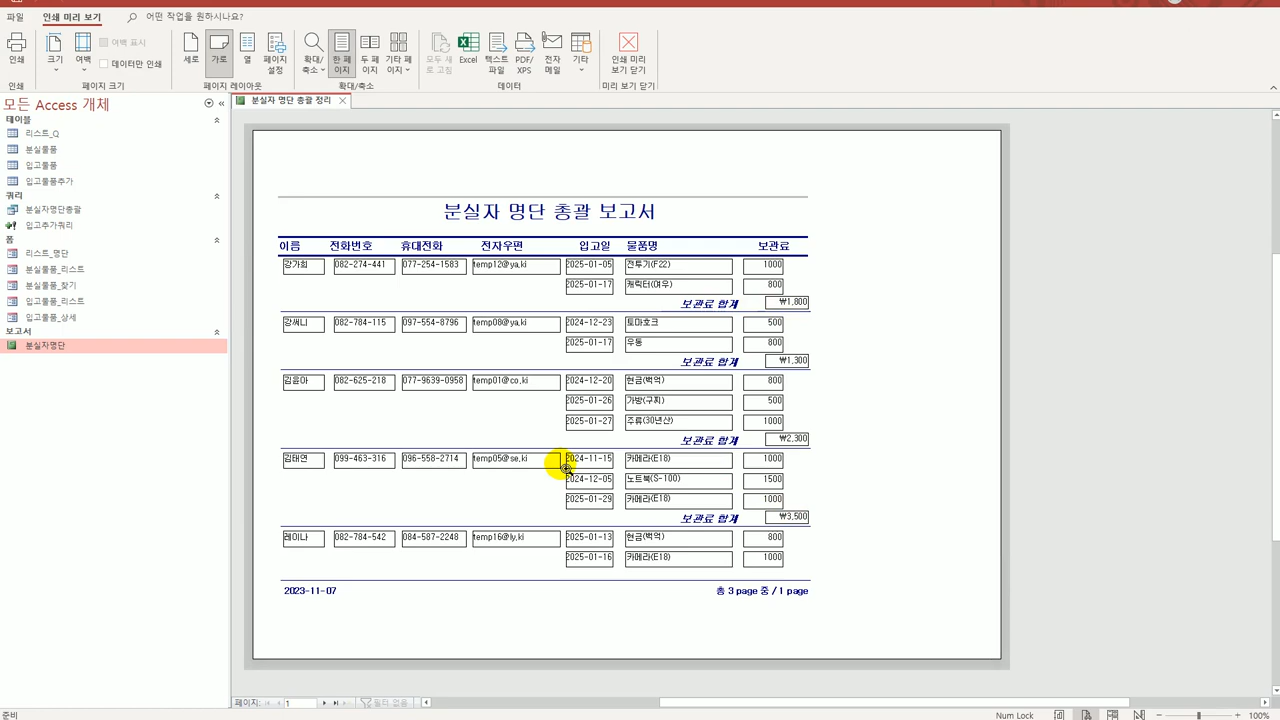 파일 인쇄 미리 보기 어떤 작업을 원하시나요?
인쇄 크기 여백 여백 표시 데이터만 인쇄 세로 가로 열 페이지 설정 확대/축소 한 페이지 두 페이지 기타 페이지 모두 새로 고침 Excel 텍스트 파일 PDF/XPS 전자 메일 기타 인쇄 미리 보기 닫기
인쇄 페이지 크기 페이지 레이아웃 확대/축소 데이터 미리 보기 닫기
모든 Access 개체
테이블
리스트_Q
분실물품
입고물품
입고물품추가
쿼리
분실자명단총괄
입고추가쿼리
폼
리스트_명단
분실물품_리스트
분실물품_찾기
입고물품_리스트
입고물품_상세
보고서
분실자명단
분실자 명단 총괄 정리
분실자 명단 총괄 보고서
이름 전화번호 휴대전화 전자우편 입고일 물품명 보관료
강가희 082-274-441 077-254-1583 temp12@ya.ki 2025-01-05 전투기(F22) 1000
2025-01-17 캐릭터(여우) 800
보관료 합계 ₩1,800
강써니 082-784-115 097-554-8796 temp08@ya.ki 2024-12-23 토마호크 500
2025-01-17 우동 800
보관료 합계 ₩1,300
김윤아 082-625-218 077-9639-0958 temp01@co.ki 2024-12-20 현금(백억) 800
2025-01-26 가방(구찌) 500
2025-01-27 주류(30년산) 1000
보관료 합계 ₩2,300
김태연 099-463-316 096-558-2714 temp05@se.ki 2024-11-15 카메라(E18) 1000
2024-12-05 노트북(S-100) 1500
2025-01-29 카메라(E18) 1000
보관료 합계 ₩3,500
레이나 082-784-542 084-587-2248 temp16@ly.ki 2025-01-13 현금(백억) 800
2025-01-16 카메라(E18) 1000
2023-11-07 총 3 page 중 / 1 page
페이지: 1 필터 없음
준비 Num Lock 100%